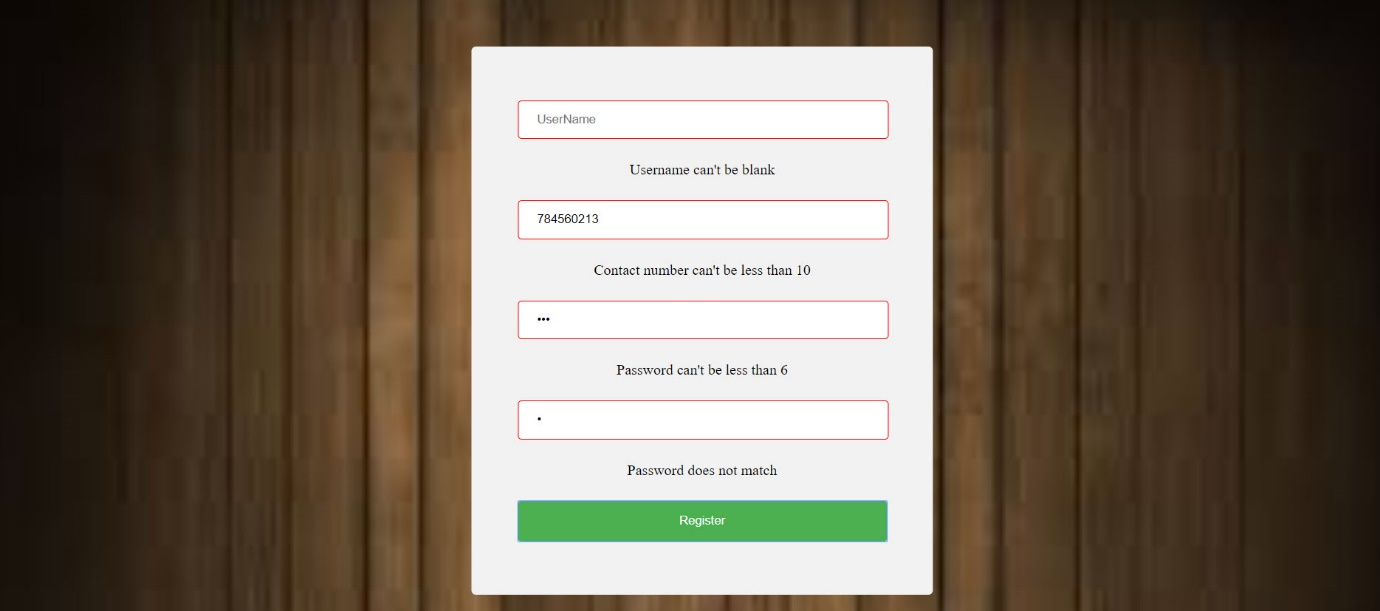 UserName
Username can't be blank
784560213
Contact number can't be less than 10
•••
Password can't be less than 6
•
Password does not match
Register